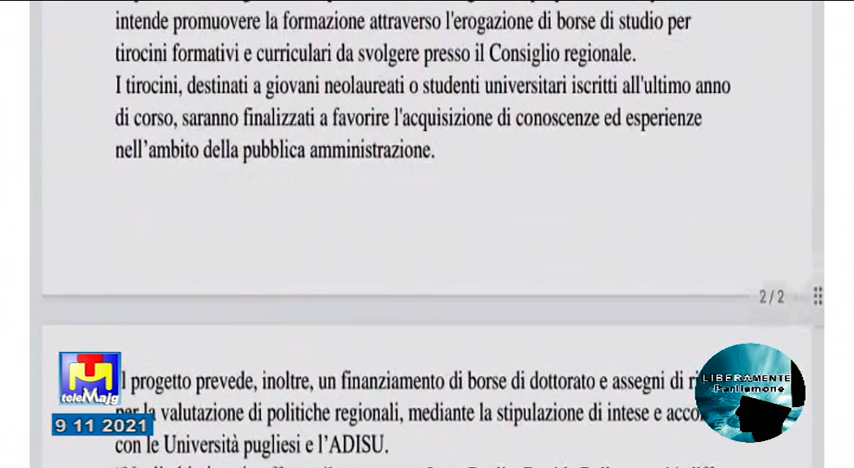 intende promuovere la formazione attraverso l'erogazione di borse di studio per
tirocini formativi e curriculari da svolgere presso il Consiglio regionale.
I tirocini, destinati a giovani neolaureati o studenti universitari iscritti all'ultimo anno
di corso, saranno finalizzati a favorire l'acquisizione di conoscenze ed esperienze
nell’ambito della pubblica amministrazione.
2/2
l progetto prevede, inoltre, un finanziamento di borse di dottorato e assegni di
per la valutazione di politiche regionali, mediante la stipulazione di intese e
con le Università pugliesi e l’ADISU.
TM
teleMajg
9 11 2021
LIBERAMENTE
Parliamone